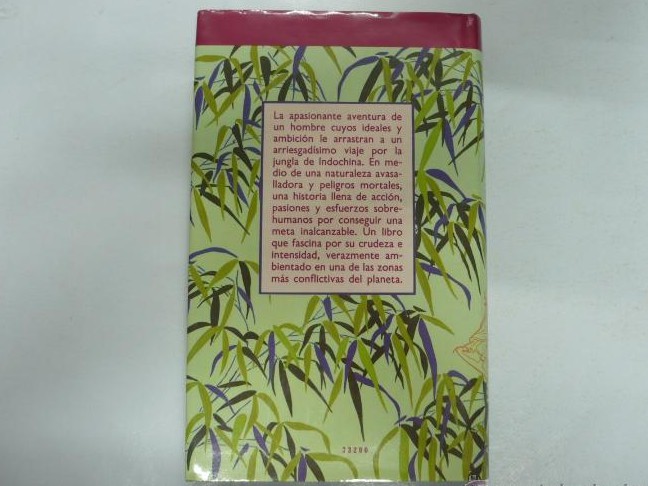 La apasionante aventura de
un hombre cuyos ideales y
ambición le arrastran a un
arriesgadísimo viaje por la
jungla de Indochina. En me-
dio de una naturaleza avasa-
lladora y peligros mortales,
una historia llena de acción,
pasiones y esfuerzos sobre-
humanos por conseguir una
meta inalcanzable. Un libro
que fascina por su crudeza e
intensidad, verazmente am-
bientado en una de las zonas
más conflictivas del planeta.
33200